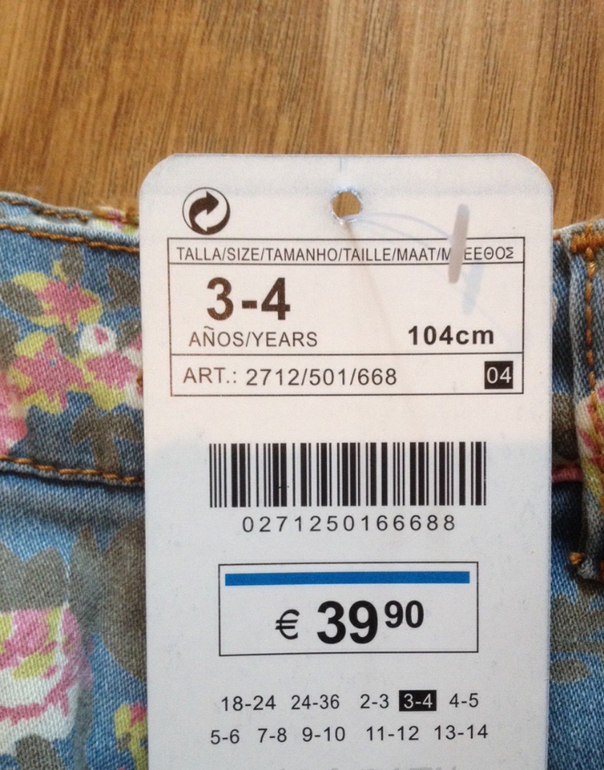 TALLA/SIZE/TAMANHO/TAILLE/MAAT/
3-4
AÑOS/YEARS 104cm
ART.: 2712/501/668 04
0271250166688
€ 39 90
18-24 24-36 2-3 3-4 4-5
5-6 7-8 9-10 11-12 13-14